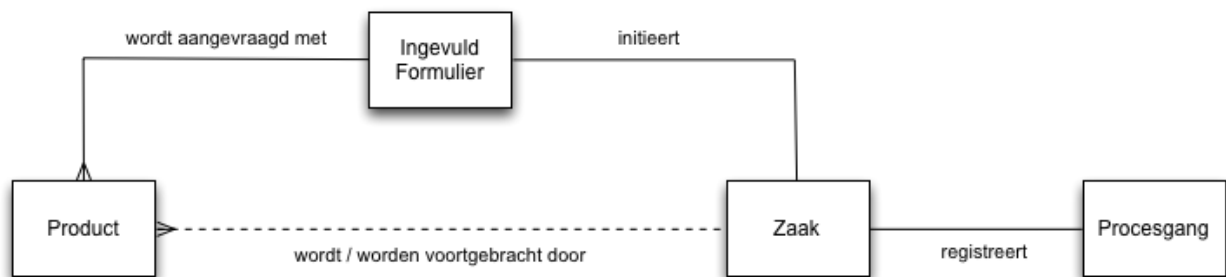 wordt aangevraagd met
Ingevuld
Formulier
initieert
Product
wordt / worden voortgebracht door
Zaak
registreert
Procesgang